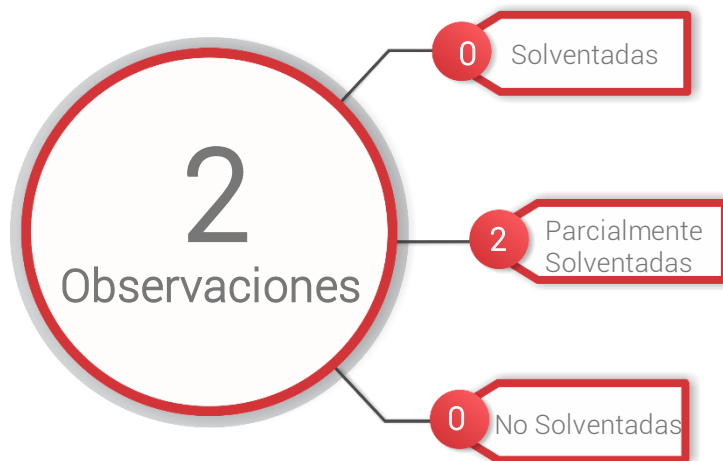 2
Observaciones
0
Solventadas
2
Parcialmente
Solventadas
0
No Solventadas